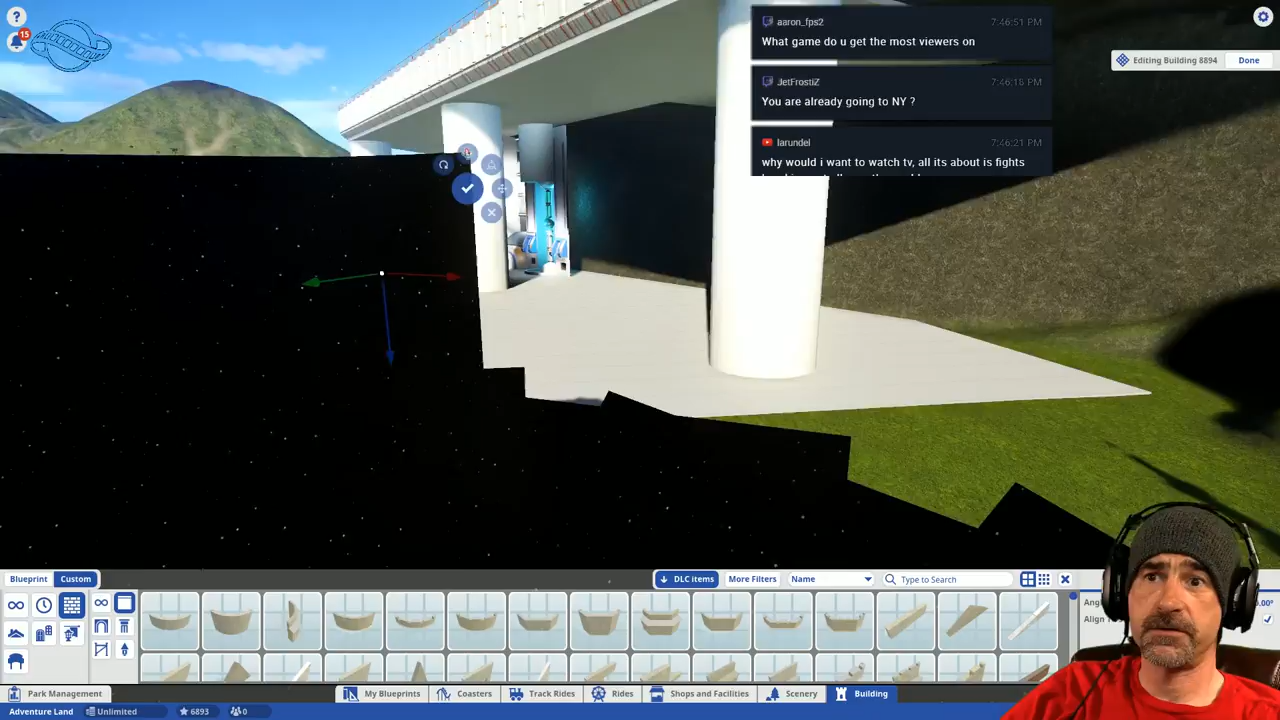 ?
15
aaron_fps2 7:46:51 PM
What game do u get the most viewers on
JetFrostiZ 7:46:18 PM
You are already going to NY ?
larundel 7:46:21 PM
why would i want to watch tv, all its about is fights
Editing Building 8894 Done
Blueprint Custom
DLC items More Filters Name Type to Search
Park Management
My Blueprints Coasters Track Rides Rides Shops and Facilities Scenery Building
Adventure Land Unlimited 6893 0